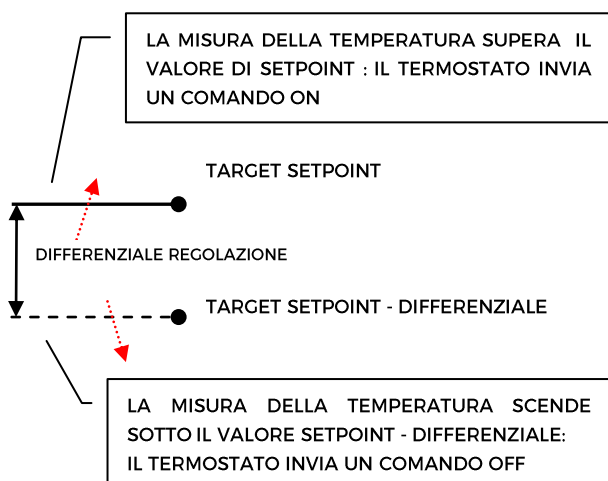 LA MISURA DELLA TEMPERATURA SUPERA IL
VALORE DI SETPOINT : IL TERMOSTATO INVIA
UN COMANDO ON
TARGET SETPOINT
DIFFERENZIALE REGOLAZIONE
TARGET SETPOINT - DIFFERENZIALE
LA MISURA DELLA TEMPERATURA SCENDE
SOTTO IL VALORE SETPOINT - DIFFERENZIALE:
IL TERMOSTATO INVIA UN COMANDO OFF